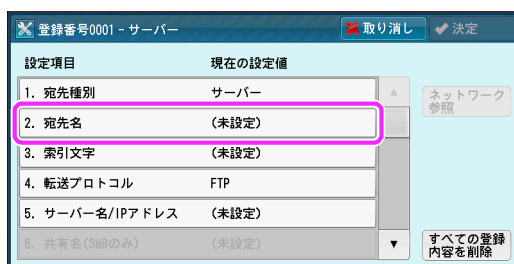 登録番号0001 - サーバー
取り消し
決定
設定項目 現在の設定値
1. 宛先種別 サーバー
2. 宛先名 (未設定)
3. 索引文字 (未設定)
4. 転送プロトコル FTP
5. サーバー名/IPアドレス (未設定)
6. 共有名(SMBのみ) (未設定)
ネットワーク
参照
すべての登録
内容を削除